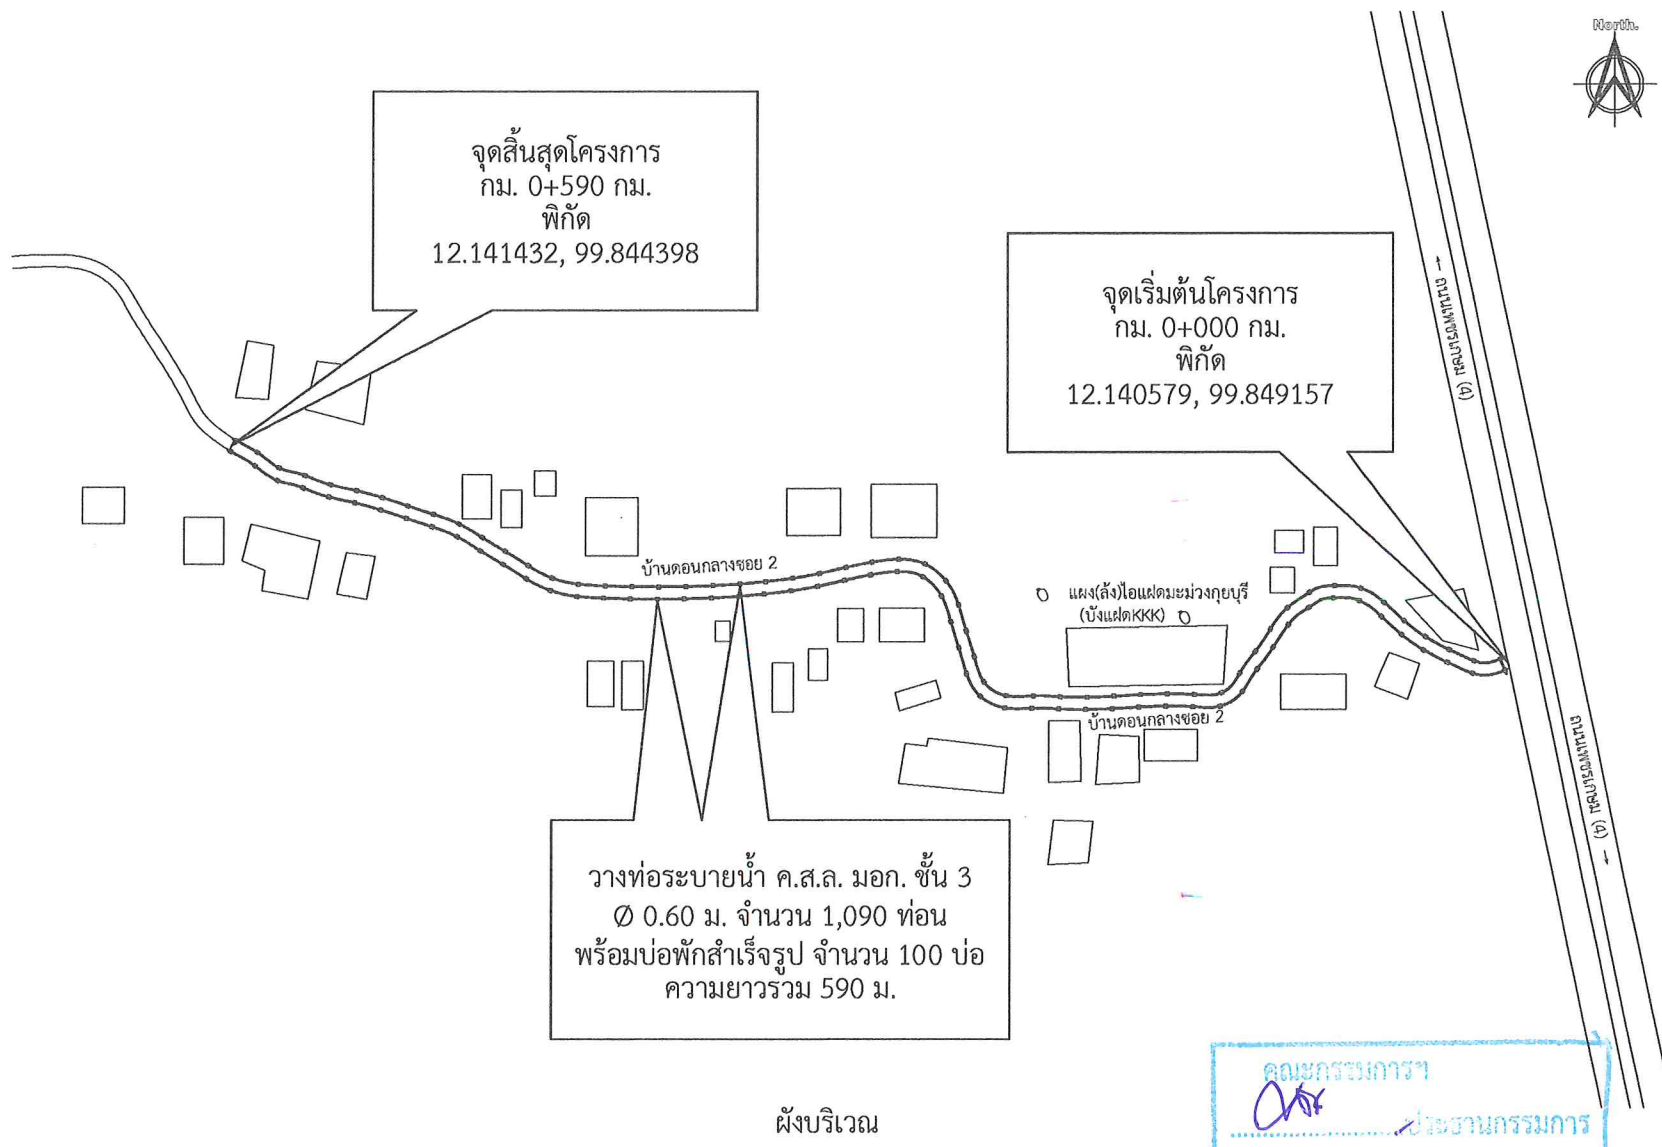 North.
จุดสิ้นสุดโครงการ
กม. 0+590 กม.
พิกัด
12.141432, 99.844398
จุดเริ่มต้นโครงการ
กม. 0+000 กม.
พิกัด
12.140579, 99.849157
← ถนนเพชรเกษม (4)
บ้านดอนกลางซอย 2
แผง(ล้ง)ไอแฝดมะม่วงกุยบุรี
(บังแฝดKKK)
บ้านดอนกลางซอย 2
ถนนเพชรเกษม (4) →
วางท่อระบายน้ำ ค.ส.ล. มอก. ชั้น 3
Ø 0.60 ม. จำนวน 1,090 ท่อน
พร้อมบ่อพักสำเร็จรูป จำนวน 100 บ่อ
ความยาวรวม 590 ม.
คณะกรรมการฯ
ประธานกรรมการ
ผังบริเวณ